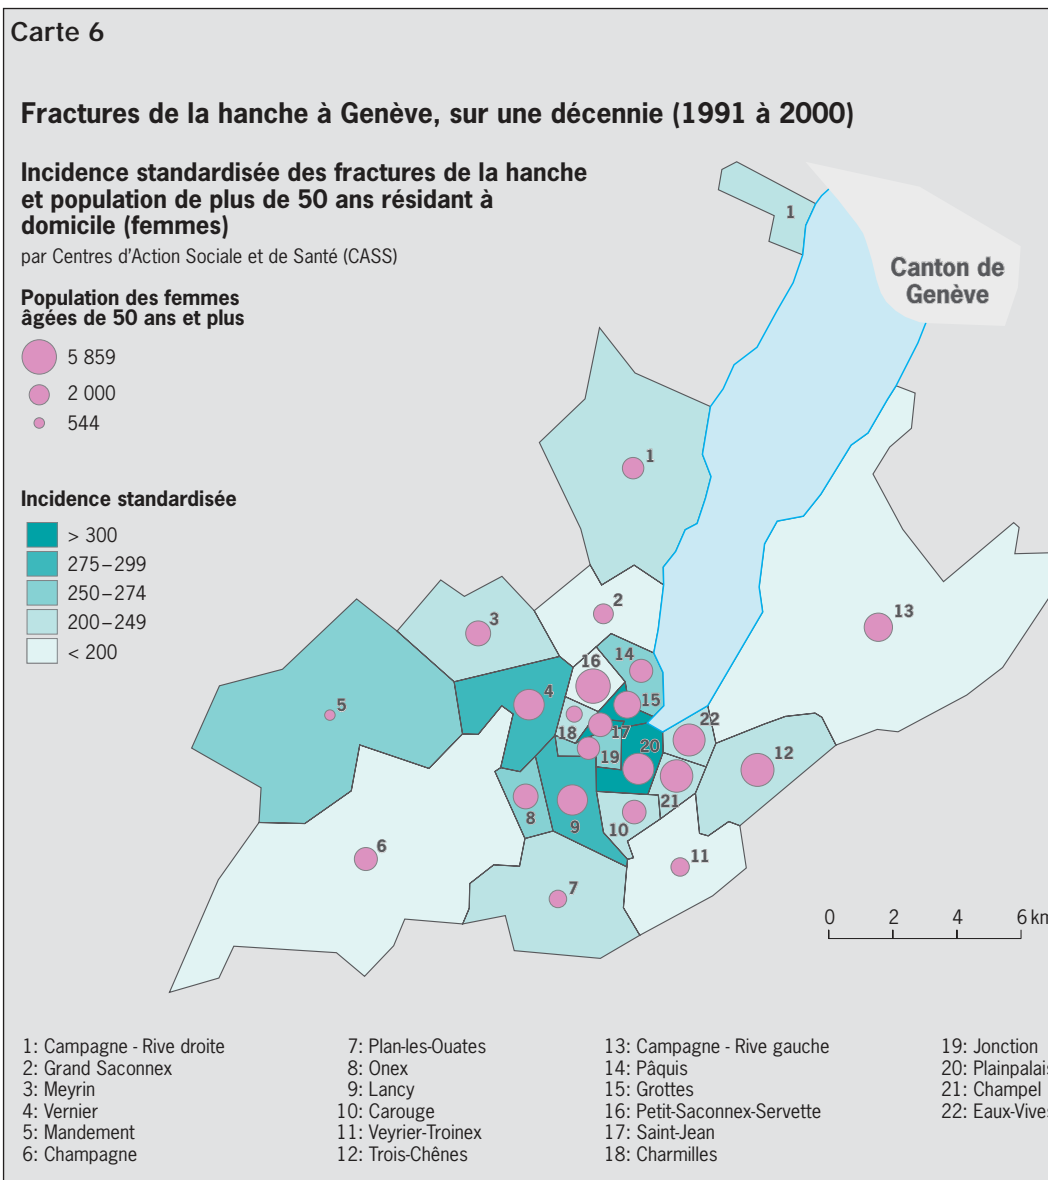 Carte 6
Fractures de la hanche à Genève, sur une décennie (1991 à 2000)
Incidence standardisée des fractures de la hanche
et population de plus de 50 ans résidant à
domicile (femmes)
par Centres d'Action Sociale et de Santé (CASS)
Population des femmes
âgées de 50 ans et plus
5 859
2 000
544
Incidence standardisée
> 300
275–299
250–274
200–249
< 200
Canton de
Genève
1
1
2
3
13
14
16
4
15
5
22
17
18
20
19
12
21
8
9
10
6
11
7
0 2 4 6 km
1: Campagne - Rive droite
2: Grand Saconnex
3: Meyrin
4: Vernier
5: Mandement
6: Champagne
7: Plan-les-Ouates
8: Onex
9: Lancy
10: Carouge
11: Veyrier-Troinex
12: Trois-Chênes
13: Campagne - Rive gauche
14: Pâquis
15: Grottes
16: Petit-Saconnex-Servette
17: Saint-Jean
18: Charmilles
19: Jonction
20: Plainpalais
21: Champel
22: Eaux-Vives